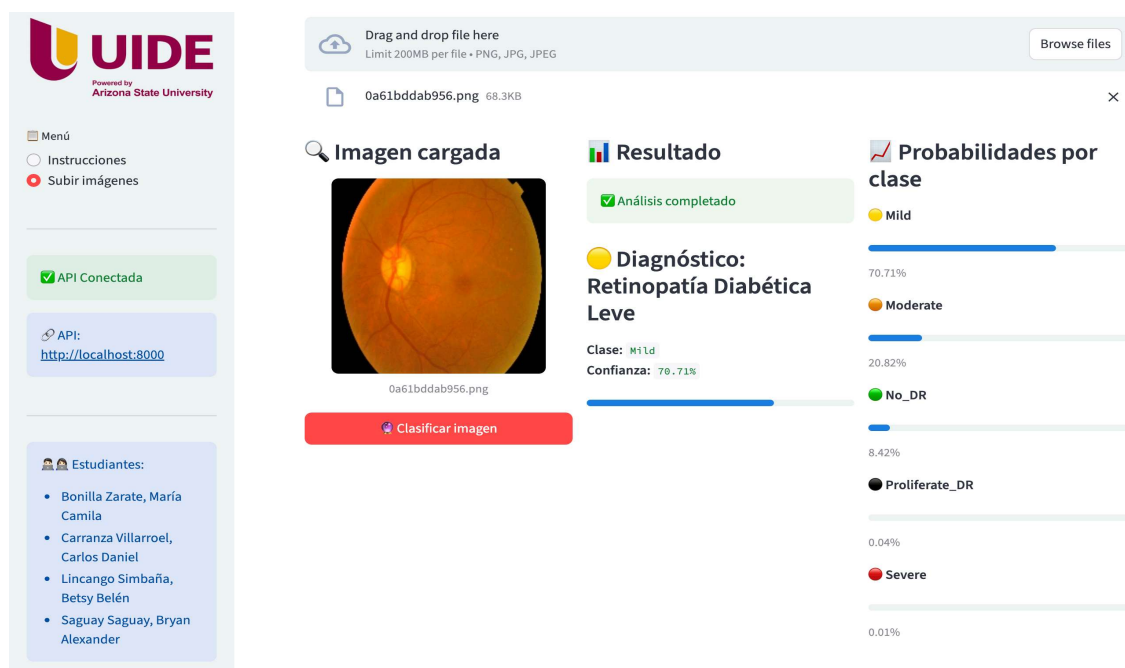 UIDE
Powered by
Arizona State University
Menú
Instrucciones
Subir imágenes
API Conectada
API:
http://localhost:8000
Estudiantes:
Bonilla Zarate, María
Camila
Carranza Villarroel,
Carlos Daniel
Lincango Simbaña,
Betsy Belén
Saguay Saguay, Bryan
Alexander
Drag and drop file here
Limit 200MB per file • PNG, JPG, JPEG
Browse files
0a61bddab956.png 68.3KB
Imagen cargada
0a61bddab956.png
Clasificar imagen
Resultado
Análisis completado
Diagnóstico:
Retinopatía Diabética
Leve
Clase: Mild
Confianza: 70.71%
Probabilidades por
clase
Mild
70.71%
Moderate
20.82%
No_DR
8.42%
Proliferate_DR
0.04%
Severe
0.01%